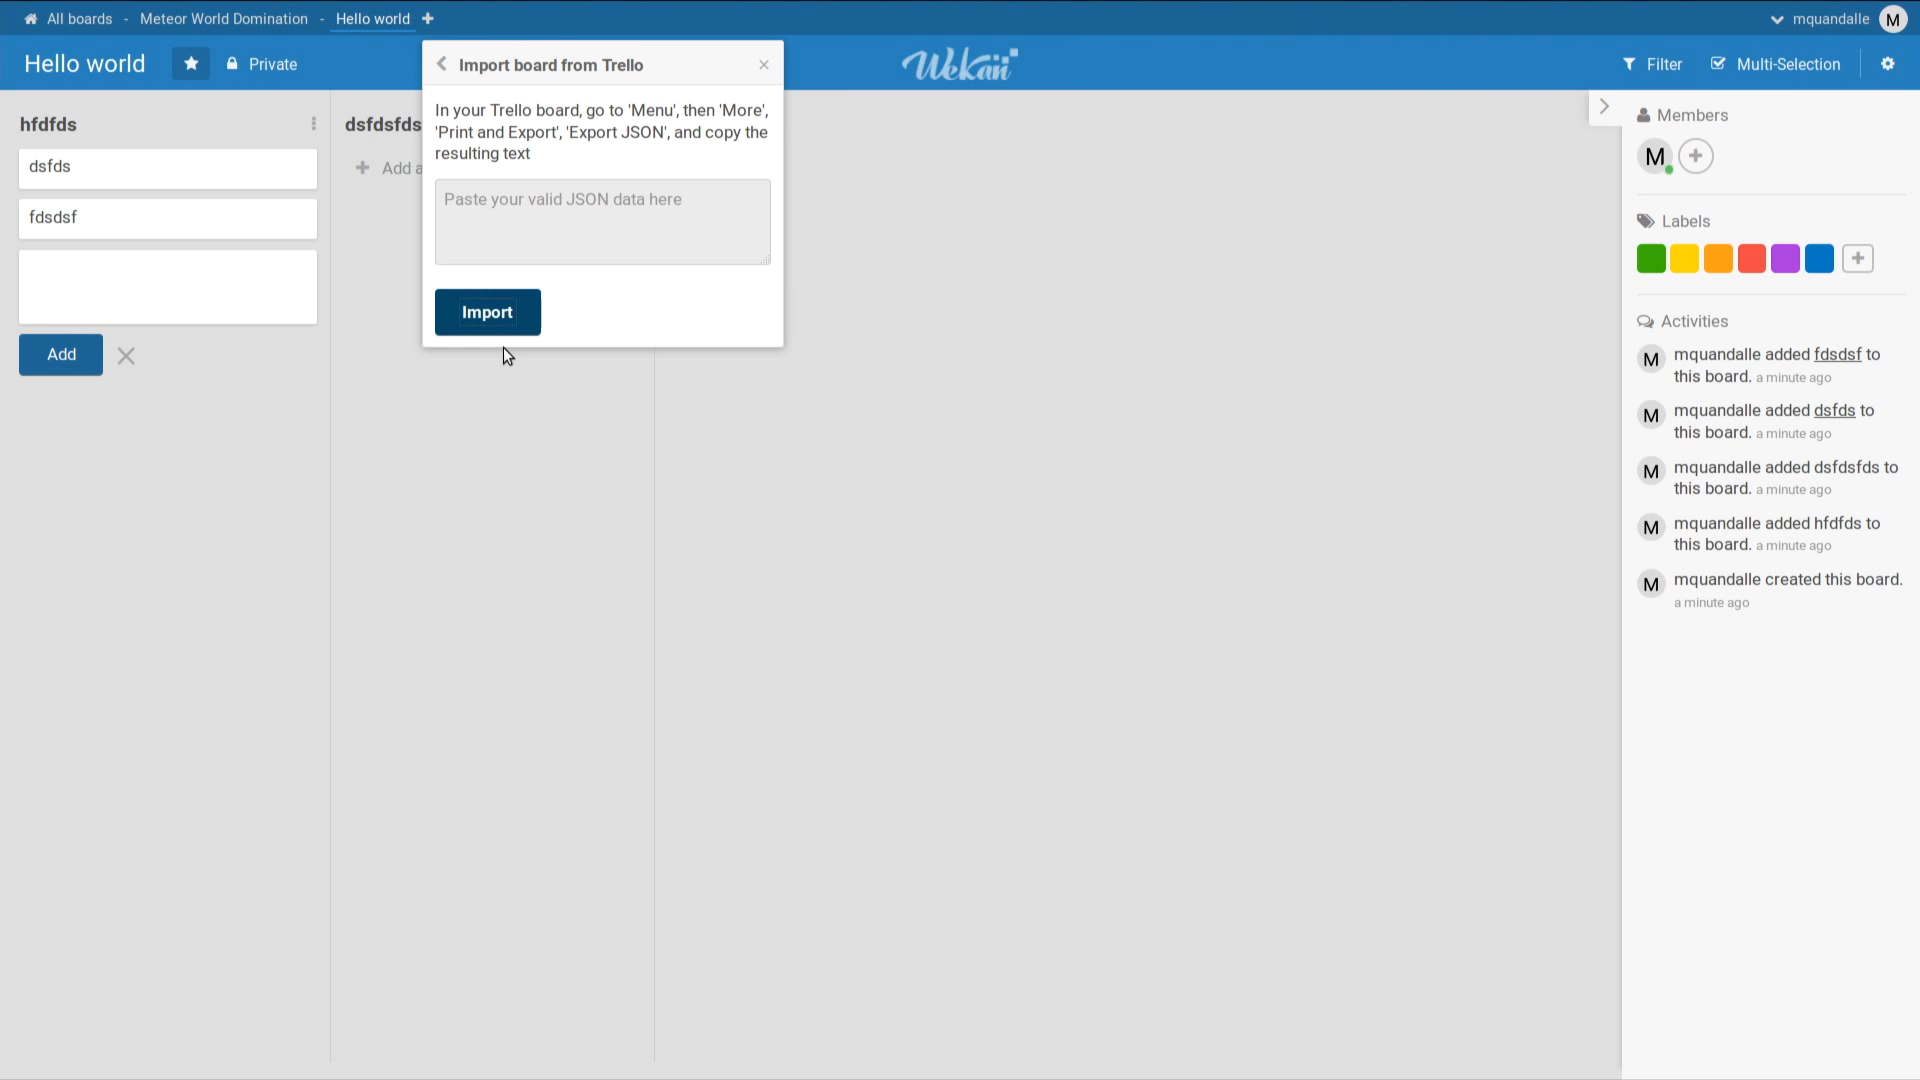 All boards - Meteor World Domination - Hello world
mquandalle M
Hello world
Private
Wekan
Filter
Multi-Selection
hfdfds
dsfds
fdsdsf
Add
dsfdsfds
Add a
Import board from Trello
In your Trello board, go to 'Menu', then 'More',
'Print and Export', 'Export JSON', and copy the
resulting text
Paste your valid JSON data here
Import
Members
M
Labels
Activities
M mquandalle added fdsdsf to
this board. a minute ago
M mquandalle added dsfds to
this board. a minute ago
M mquandalle added dsfdsfds to
this board. a minute ago
M mquandalle added hfdfds to
this board. a minute ago
M mquandalle created this board.
a minute ago